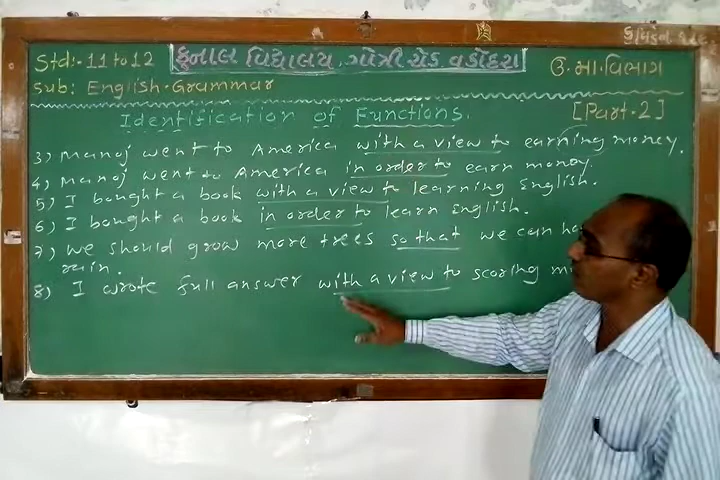 Std:- 11 to 12
કુનાલ વિદ્યાલય, ગોત્રી રોડ વડોદરા
ઉ.મા.વિભાગ
Sub: English.Grammar
Identification of Functions.
[Part.2]
3) Manoj went to America with a view to earning money.
4) Manoj went to America in order to earn money.
5) I bought a book with a view to learning English.
6) I bought a book in order to learn English.
7) We should grow more trees so that we can
rain.
8) I wrote full answer with a view to scoring